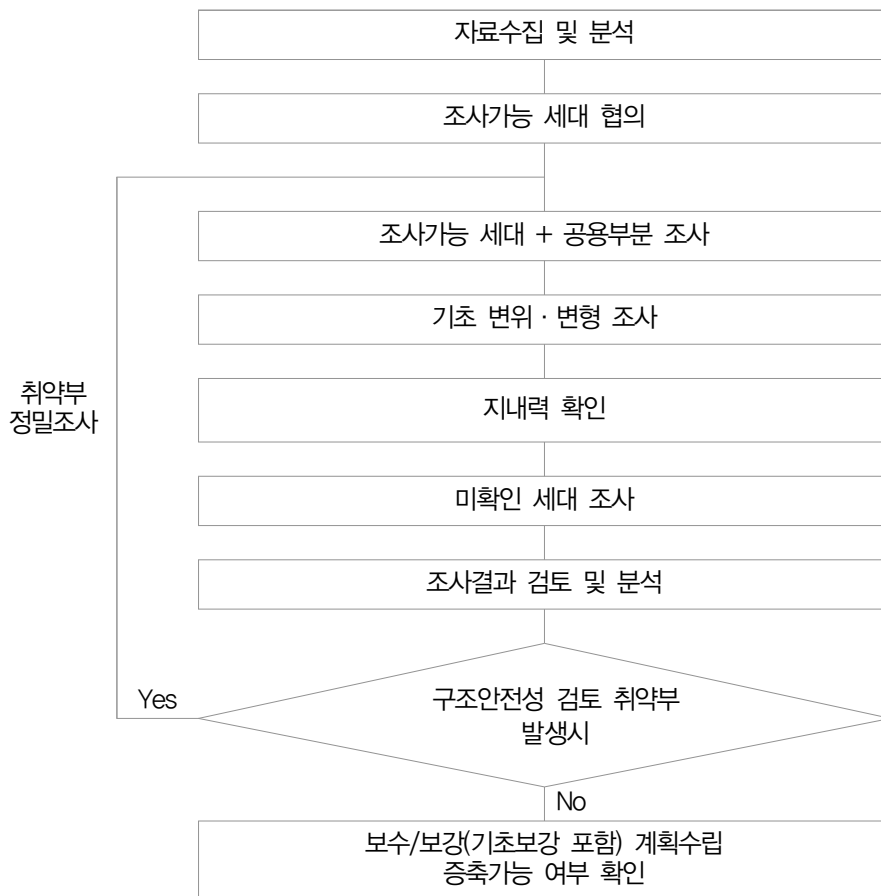 자료수집 및 분석
조사가능 세대 협의
조사가능 세대 + 공용부분 조사
기초 변위 · 변형 조사
지내력 확인
취약부
정밀조사
미확인 세대 조사
조사결과 검토 및 분석
구조안전성 검토 취약부
발생시
Yes
No
보수/보강(기초보강 포함) 계획수립
증축가능 여부 확인